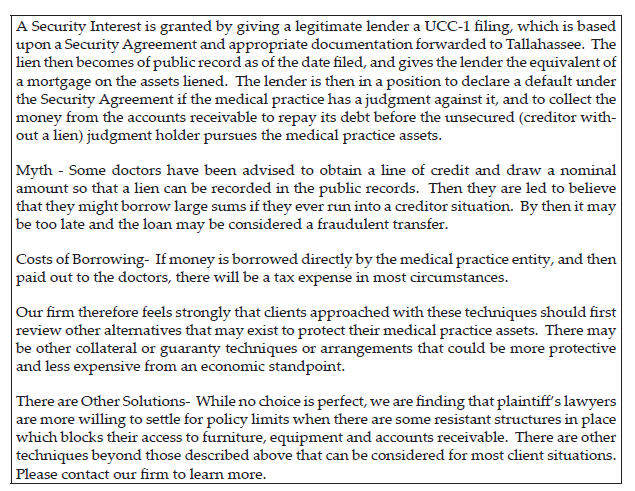 A Security Interest is granted by giving a legitimate lender a UCC-1 filing, which is based
upon a Security Agreement and appropriate documentation forwarded to Tallahassee.  The
lien then becomes of public record as of the date filed, and gives the lender the equivalent of
a mortgage on the assets liened.  The lender is then in a position to declare a default under
the Security Agreement if the medical practice has a judgment against it, and to collect the
money from the accounts receivable to repay its debt before the unsecured (creditor with-
out a lien) judgment holder pursues the medical practice assets.

Myth - Some doctors have been advised to obtain a line of credit and draw a nominal
amount so that a lien can be recorded in the public records.  Then they are led to believe
that they might borrow large sums if they ever run into a creditor situation.  By then it may
be too late and the loan may be considered a fraudulent transfer.

Costs of Borrowing-  If money is borrowed directly by the medical practice entity, and then
paid out to the doctors, there will be a tax expense in most circumstances.

Our firm therefore feels strongly that clients approached with these techniques should first
review other alternatives that may exist to protect their medical practice assets.  There may
be other collateral or guaranty techniques or arrangements that could be more protective
and less expensive from an economic standpoint.

There are Other Solutions-  While no choice is perfect, we are finding that plaintiff's lawyers
are more willing to settle for policy limits when there are some resistant structures in place
which blocks their access to furniture, equipment and accounts receivable.  There are other
techniques beyond those described above that can be considered for most client situations.
Please contact our firm to learn more.